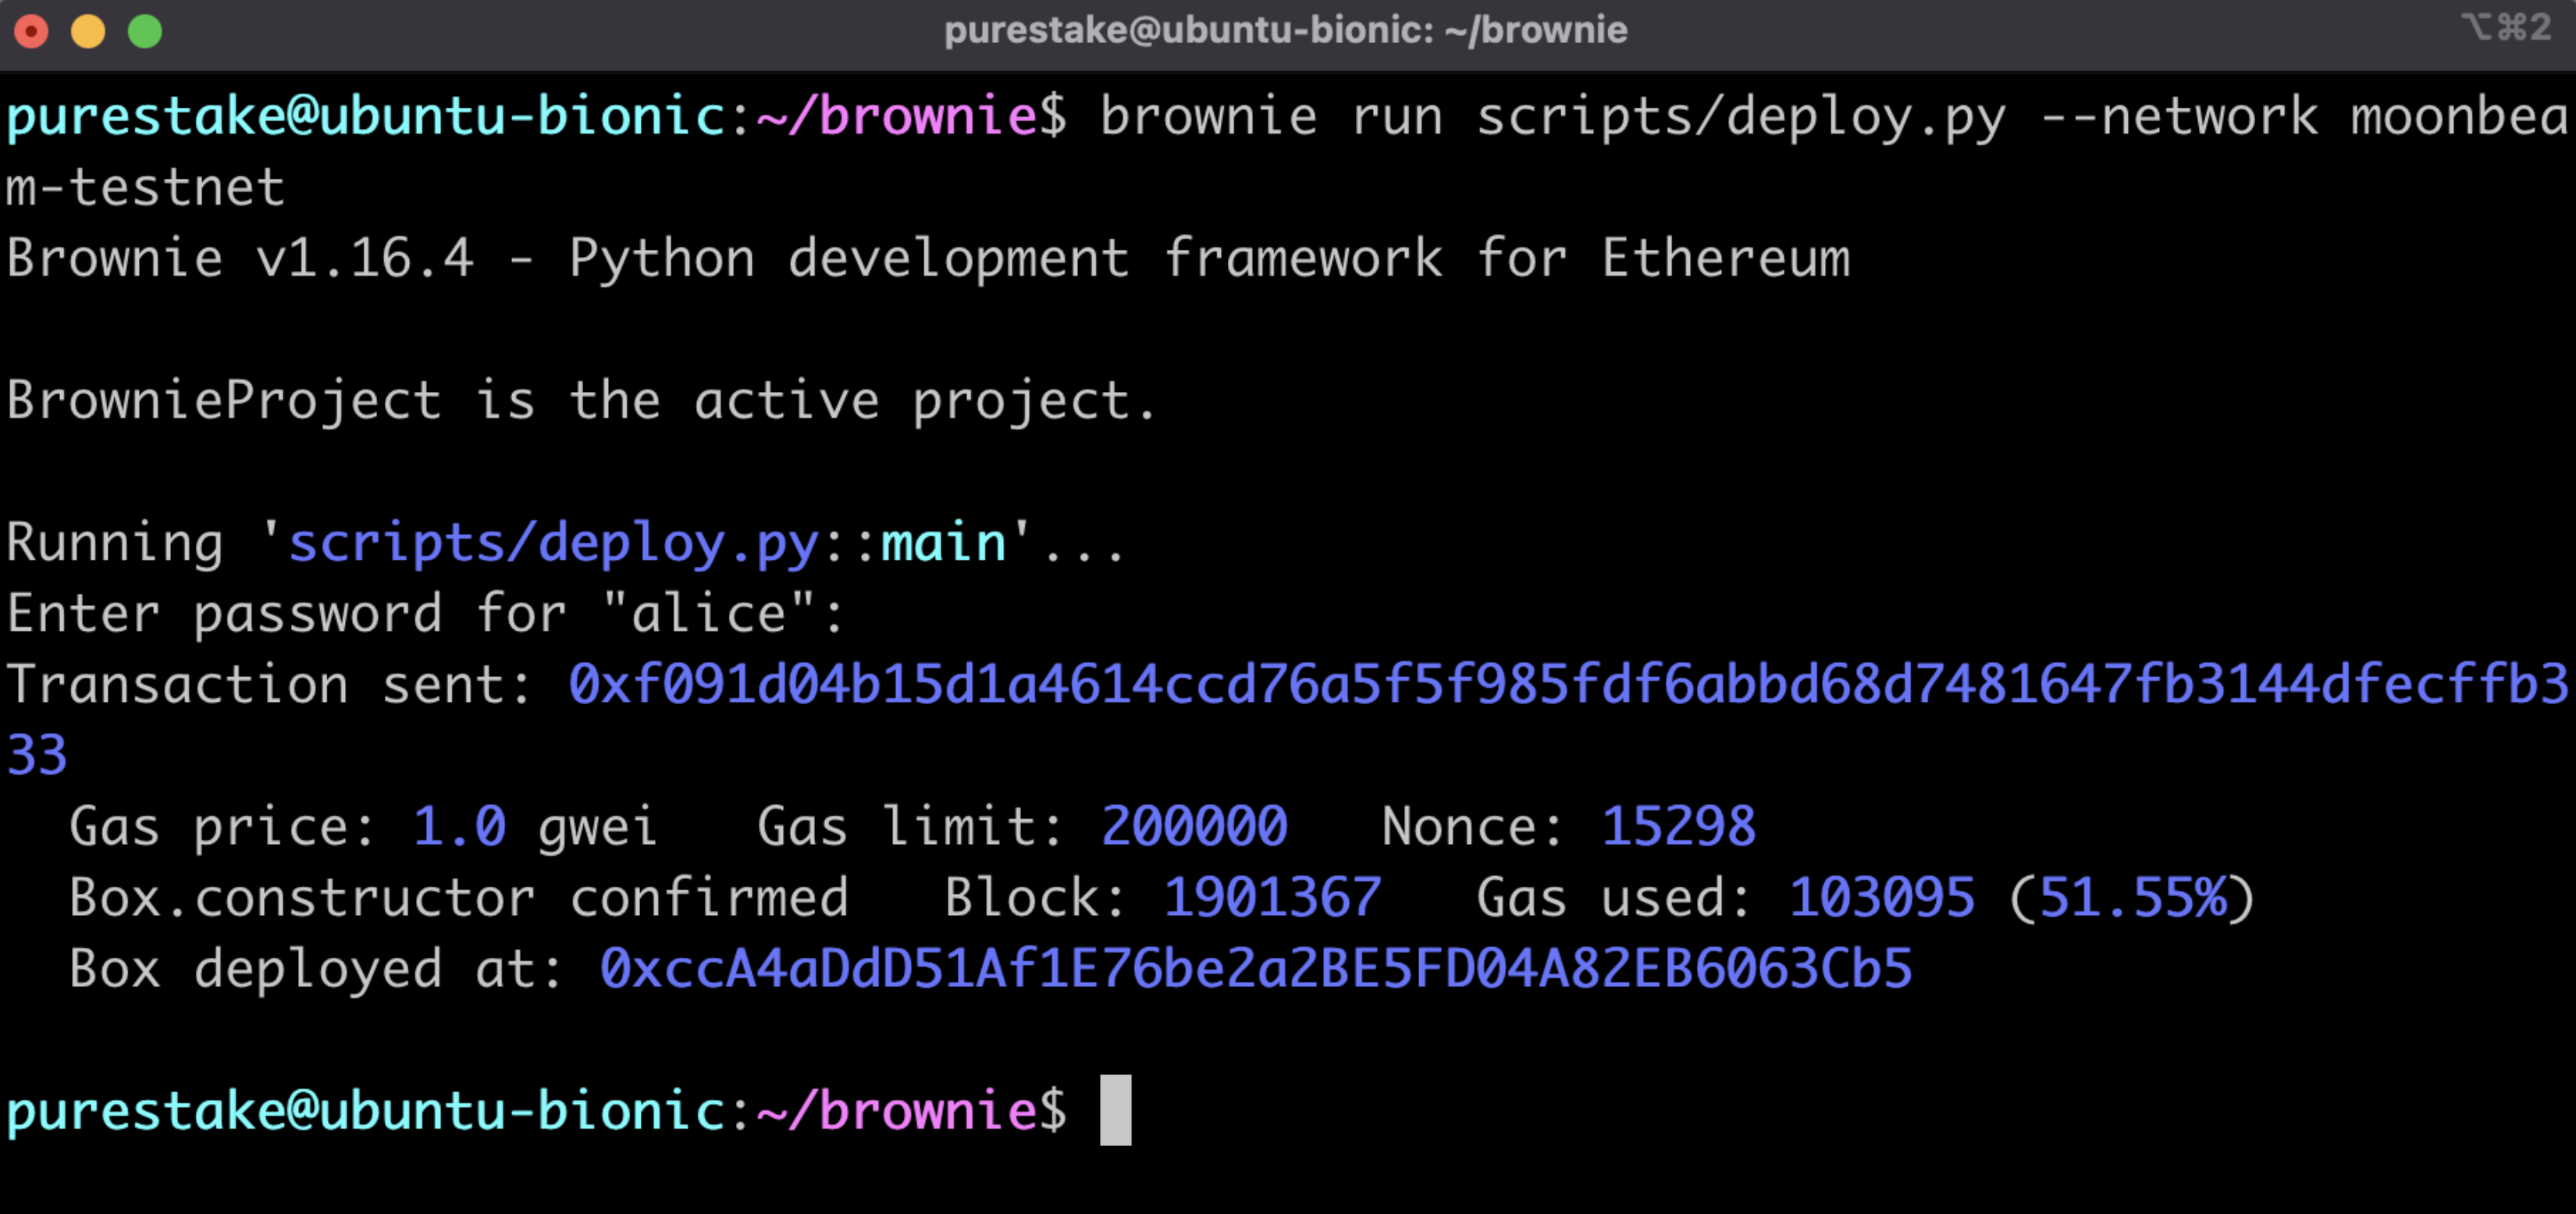 purestake@ubuntu-bionic: ~/brownie
⌥⌘2
purestake@ubuntu-bionic:~/brownie$ brownie run scripts/deploy.py --network moonbea
m-testnet
Brownie v1.16.4 - Python development framework for Ethereum
BrownieProject is the active project.
Running 'scripts/deploy.py::main'...
Enter password for "alice":
Transaction sent: 0xf091d04b15d1a4614ccd76a5f5f985fdf6abbd68d7481647fb3144dfecffb3
33
Gas price: 1.0 gwei   Gas limit: 200000   Nonce: 15298
Box.constructor confirmed   Block: 1901367   Gas used: 103095 (51.55%)
Box deployed at: 0xccA4aDdD51Af1E76be2a2BE5FD04A82EB6063Cb5
purestake@ubuntu-bionic:~/brownie$